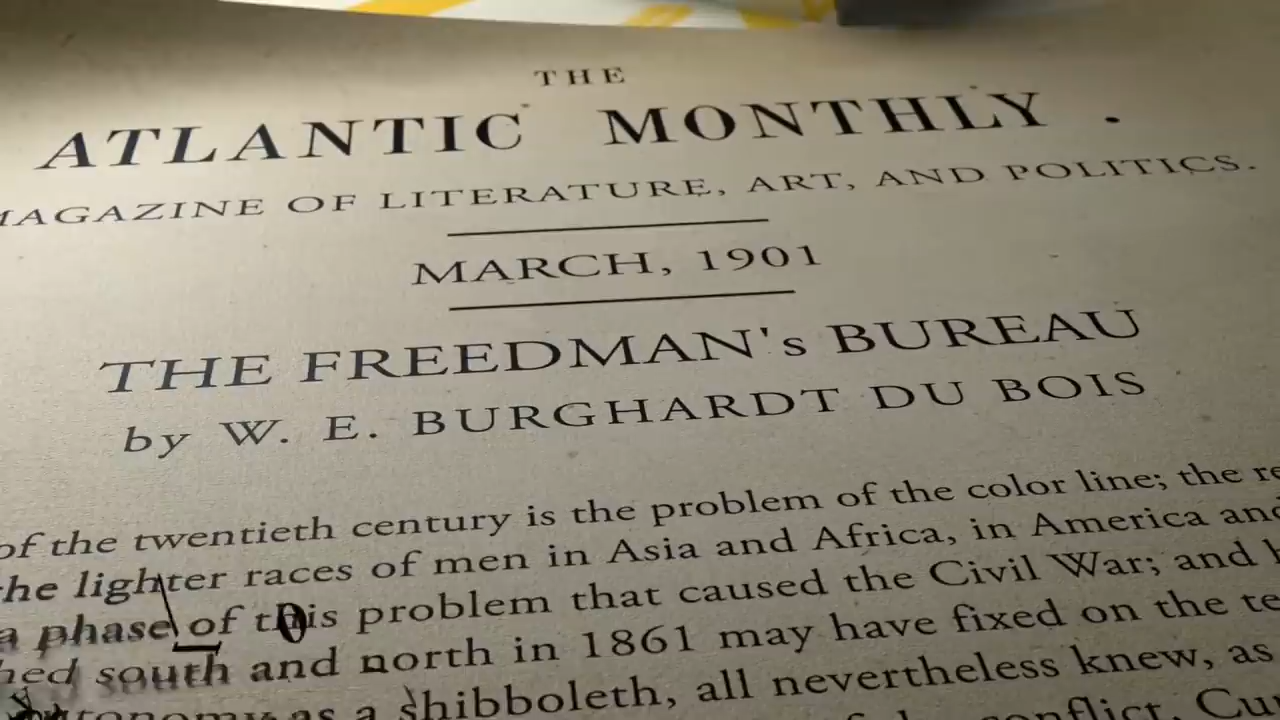 THE
ATLANTIC MONTHLY .
MAGAZINE OF LITERATURE, ART, AND POLITICS.
MARCH, 1901
THE FREEDMAN's BUREAU
by W. E. BURGHARDT DU BOIS
of the twentieth century is the problem of the color line; the
the lighter races of men in Asia and Africa, in America and
a phase of this problem that caused the Civil War; and
south and north in 1861 may have fixed on the
as a shibboleth, all nevertheless knew, as
conflict.